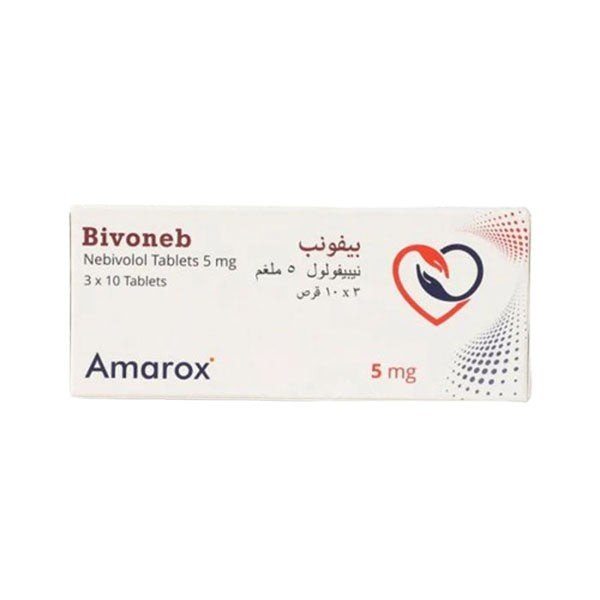 Bivoneb
Nebivolol Tablets 5 mg
3 x 10 Tablets
بيفونب
نيبيفولول ٥ ملغم
٣ x ١٠ قرص
Amarox
5 mg